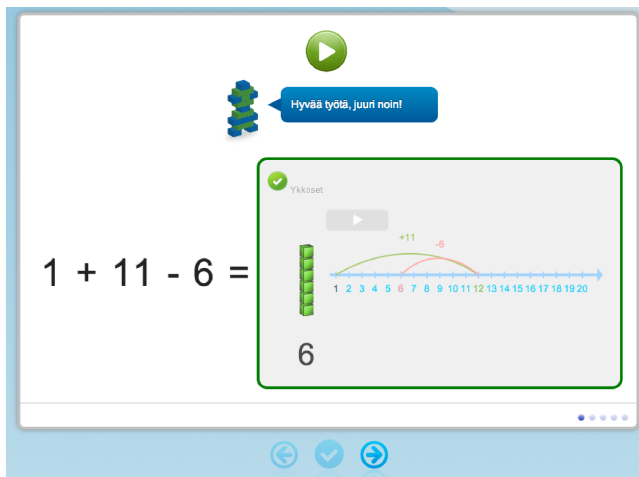 Hyvää työtä, juuri noin!
Ykköset
+11
-6
1 + 11 - 6 =
1 2 3 4 5 6 7 8 9 10 11 12 13 14 15 16 17 18 19 20
6